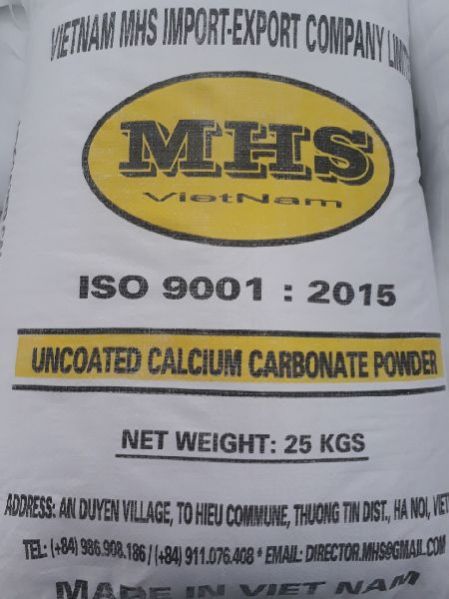 VIETNAM MHS IMPORT-EXPORT COMPANY LIMIT
MHS
VietNam
ISO 9001 : 2015
UNCOATED CALCIUM CARBONATE POWDER
NET WEIGHT: 25 KGS
ADDRESS: AN DUYEN VILLAGE, TO HIEU COMMUNE, THUONG TIN DIST., HA NOI, VIET
TEL: (+84) 986.908.186 / (+84) 911.076.408 * EMAIL: DIRECTOR.MHS@GMAIL.COM
MADE IN VIET NAM